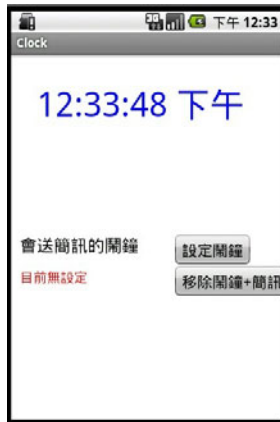 下午 12:33
Clock
12:33:48 下午
會送簡訊的鬧鐘
設定鬧鐘
目前無設定
移除鬧鐘+簡訊